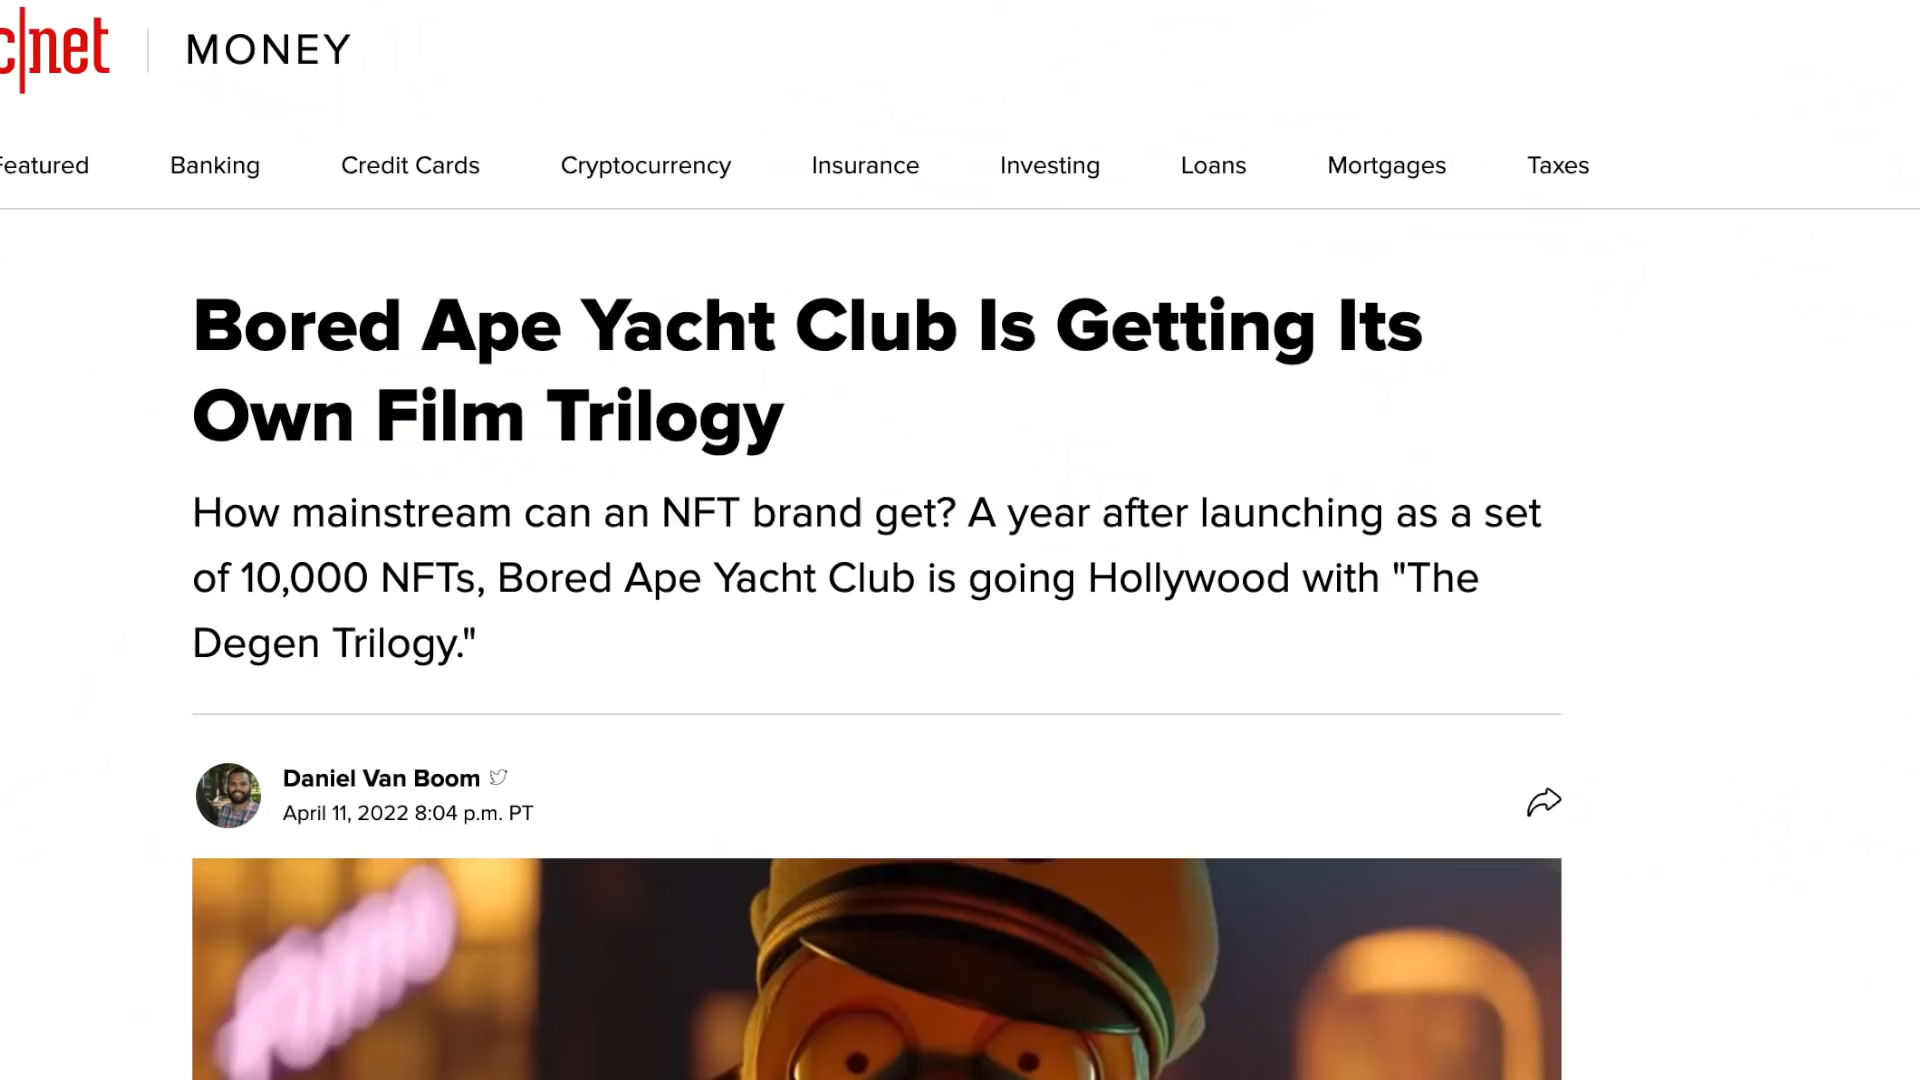 c|net MONEY
Featured Banking Credit Cards Cryptocurrency Insurance Investing Loans Mortgages Taxes
Bored Ape Yacht Club Is Getting Its
Own Film Trilogy
How mainstream can an NFT brand get? A year after launching as a set
of 10,000 NFTs, Bored Ape Yacht Club is going Hollywood with "The
Degen Trilogy."
Daniel Van Boom
April 11, 2022 8:04 p.m. PT